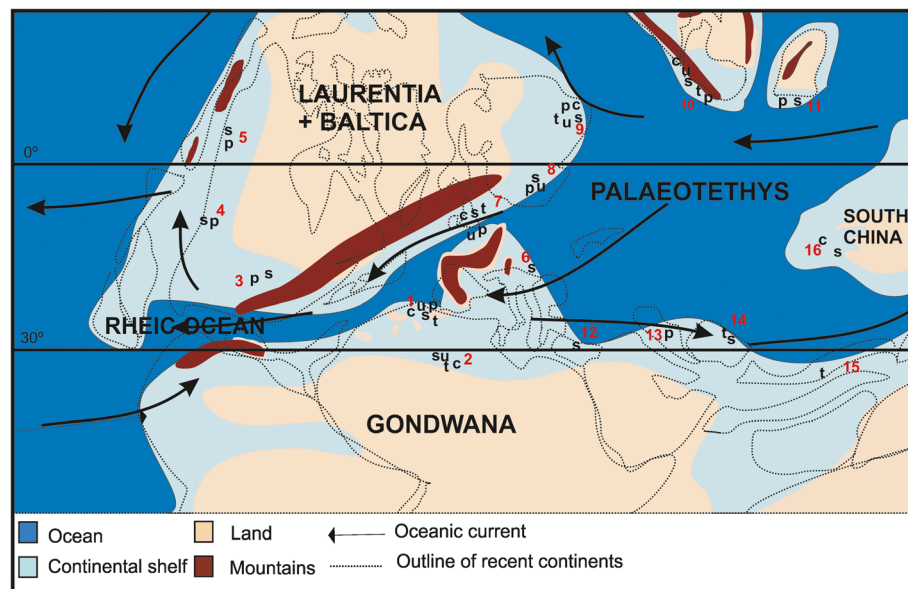 LAURENTIA
+ BALTICA
c
u
s
t
p
10
p s 11
p c
t u s
9
s
p
5
0°
8
s
p u
PALAEOTETHYS
7
c s t
u p
s p 4
SOUTH
CHINA
16 c
s
3 p s
6
s
1
u p
c s t
RHEIC OCEAN
12
s
13 p
14
t s
30°
s u
t c 2
t 15
GONDWANA
Ocean
Land
Oceanic current
Continental shelf
Mountains
Outline of recent continents